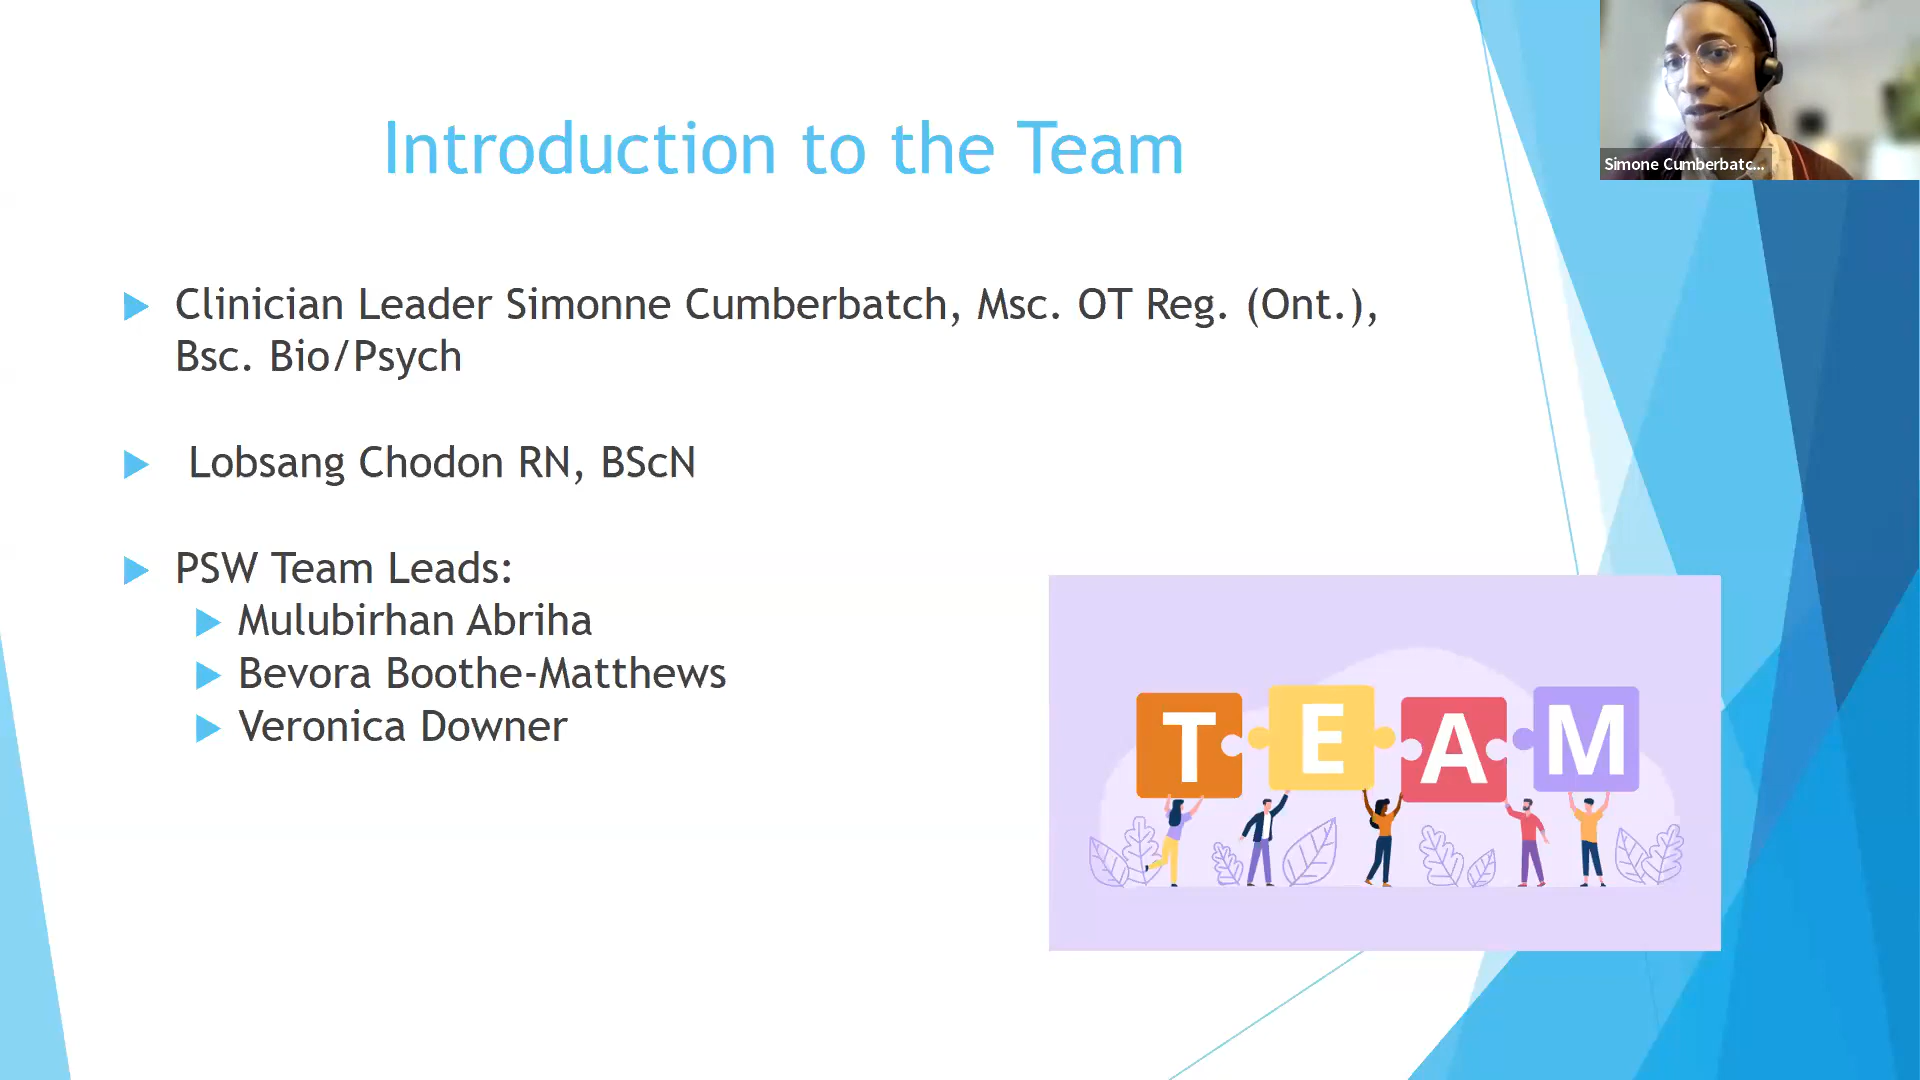 Introduction to the Team
Simone Cumberbatc...
Clinician Leader Simonne Cumberbatch, Msc. OT Reg. (Ont.),
Bsc. Bio/Psych
Lobsang Chodon RN, BScN
PSW Team Leads:
Mulubirhan Abriha
Bevora Boothe-Matthews
Veronica Downer
TEAM